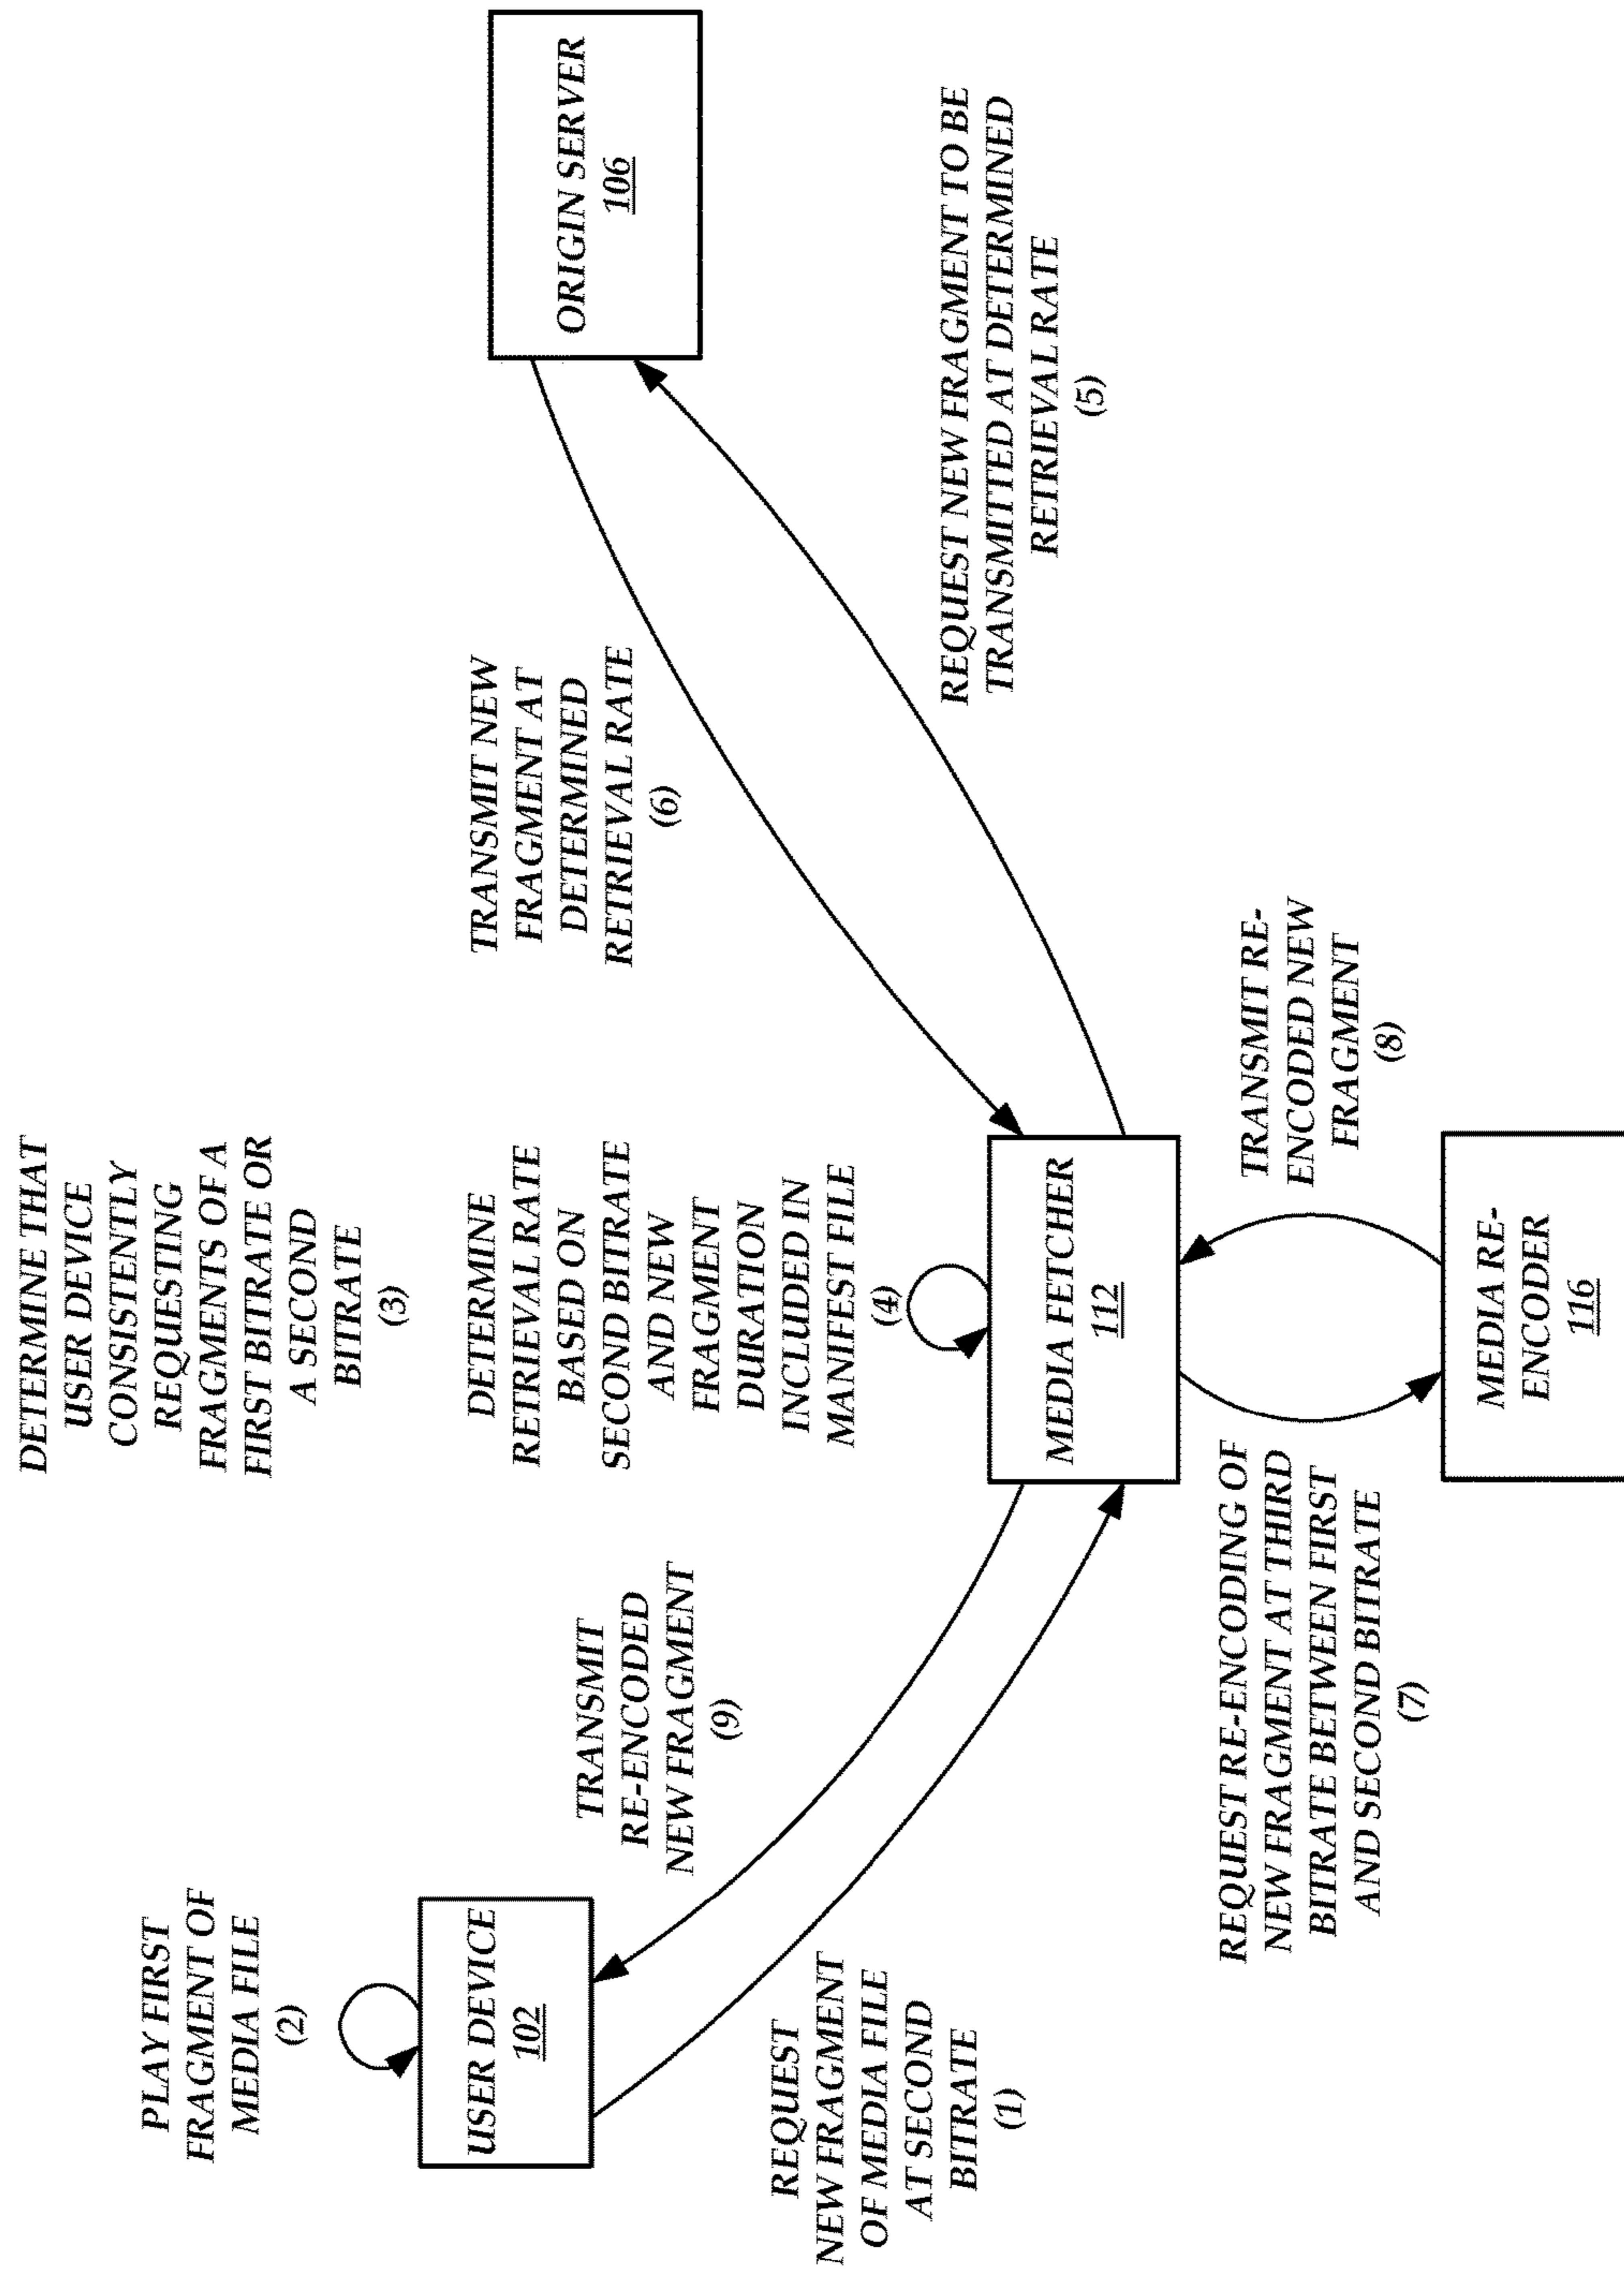 PLAY FIRST
FRAGMENT OF
MEDIA FILE
(2)
USER DEVICE
102
REQUEST
NEW FRAGMENT
OF MEDIA FILE
AT SECOND
BITRATE
(1)
TRANSMIT
RE-ENCODED
NEW FRAGMENT
(9)
DETERMINE THAT
USER DEVICE
CONSISTENTLY
REQUESTING
FRAGMENTS OF A
FIRST BITRATE OR
A SECOND
BITRATE
(3)
DETERMINE
RETRIEVAL RATE
BASED ON
SECOND BITRATE
AND NEW
FRAGMENT
DURATION
INCLUDED IN
MANIFEST FILE
(4)
MEDIA FETCHER
112
REQUEST RE-ENCODING OF
NEW FRAGMENT AT THIRD
BITRATE BETWEEN FIRST
AND SECOND BITRATE
(7)
TRANSMIT RE-
ENCODED NEW
FRAGMENT
(8)
MEDIA RE-
ENCODER
116
TRANSMIT NEW
FRAGMENT AT
DETERMINED
RETRIEVAL RATE
(6)
ORIGIN SERVER
106
REQUEST NEW FRAGMENT TO BE
TRANSMITTED AT DETERMINED
RETRIEVAL RATE
(5)